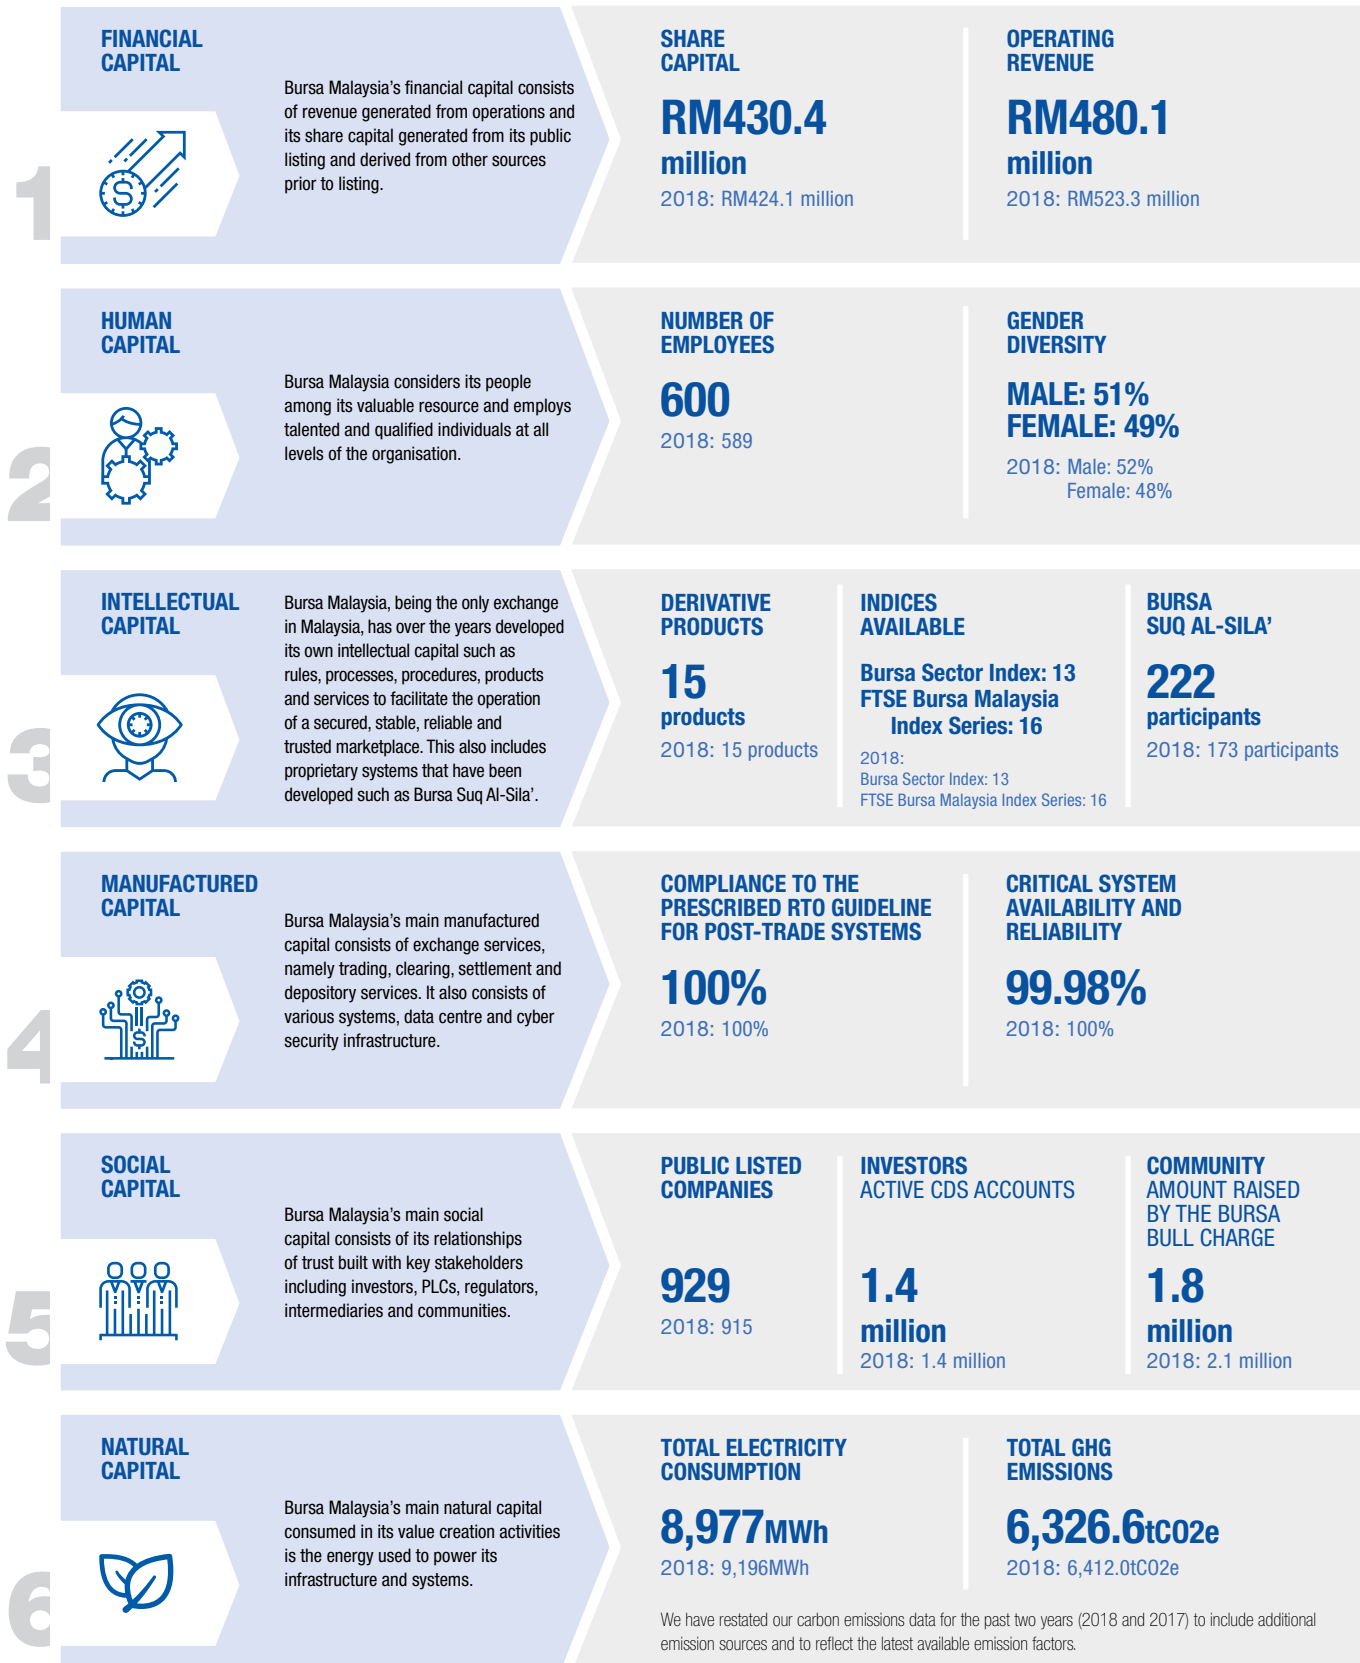 1
FINANCIAL
CAPITAL
Bursa Malaysia's financial capital consists
of revenue generated from operations and
its share capital generated from its public
listing and derived from other sources
prior to listing.
SHARE
CAPITAL
RM430.4
million
2018: RM424.1 million
OPERATING
REVENUE
RM480.1
million
2018: RM523.3 million
2
HUMAN
CAPITAL
Bursa Malaysia considers its people
among its valuable resource and employs
talented and qualified individuals at all
levels of the organisation.
NUMBER OF
EMPLOYEES
600
2018: 589
GENDER
DIVERSITY
MALE: 51%
FEMALE: 49%
2018: Male: 52%
Female: 48%
3
INTELLECTUAL
CAPITAL
Bursa Malaysia, being the only exchange
in Malaysia, has over the years developed
its own intellectual capital such as
rules, processes, procedures, products
and services to facilitate the operation
of a secured, stable, reliable and
trusted marketplace. This also includes
proprietary systems that have been
developed such as Bursa Suq Al-Sila'.
DERIVATIVE
PRODUCTS
15
products
2018: 15 products
INDICES
AVAILABLE
Bursa Sector Index: 13
FTSE Bursa Malaysia
Index Series: 16
2018:
Bursa Sector Index: 13
FTSE Bursa Malaysia Index Series: 16
BURSA
SUQ AL-SILA'
222
participants
2018: 173 participants
4
MANUFACTURED
CAPITAL
Bursa Malaysia's main manufactured
capital consists of exchange services,
namely trading, clearing, settlement and
depository services. It also consists of
various systems, data centre and cyber
security infrastructure.
COMPLIANCE TO THE
PRESCRIBED RTO GUIDELINE
FOR POST-TRADE SYSTEMS
100%
2018: 100%
CRITICAL SYSTEM
AVAILABILITY AND
RELIABILITY
99.98%
2018: 100%
5
SOCIAL
CAPITAL
Bursa Malaysia's main social
capital consists of its relationships
of trust built with key stakeholders
including investors, PLCs, regulators,
intermediaries and communities.
PUBLIC LISTED
COMPANIES
929
2018: 915
INVESTORS
ACTIVE CDS ACCOUNTS
1.4
million
2018: 1.4 million
COMMUNITY
AMOUNT RAISED
BY THE BURSA
BULL CHARGE
1.8
million
2018: 2.1 million
6
NATURAL
CAPITAL
Bursa Malaysia's main natural capital
consumed in its value creation activities
is the energy used to power its
infrastructure and systems.
TOTAL ELECTRICITY
CONSUMPTION
8,977MWh
2018: 9,196MWh
TOTAL GHG
EMISSIONS
6,326.6tCO2e
2018: 6,412.0tCO2e
We have restated our carbon emissions data for the past two years (2018 and 2017) to include additional
emission sources and to reflect the latest available emission factors.